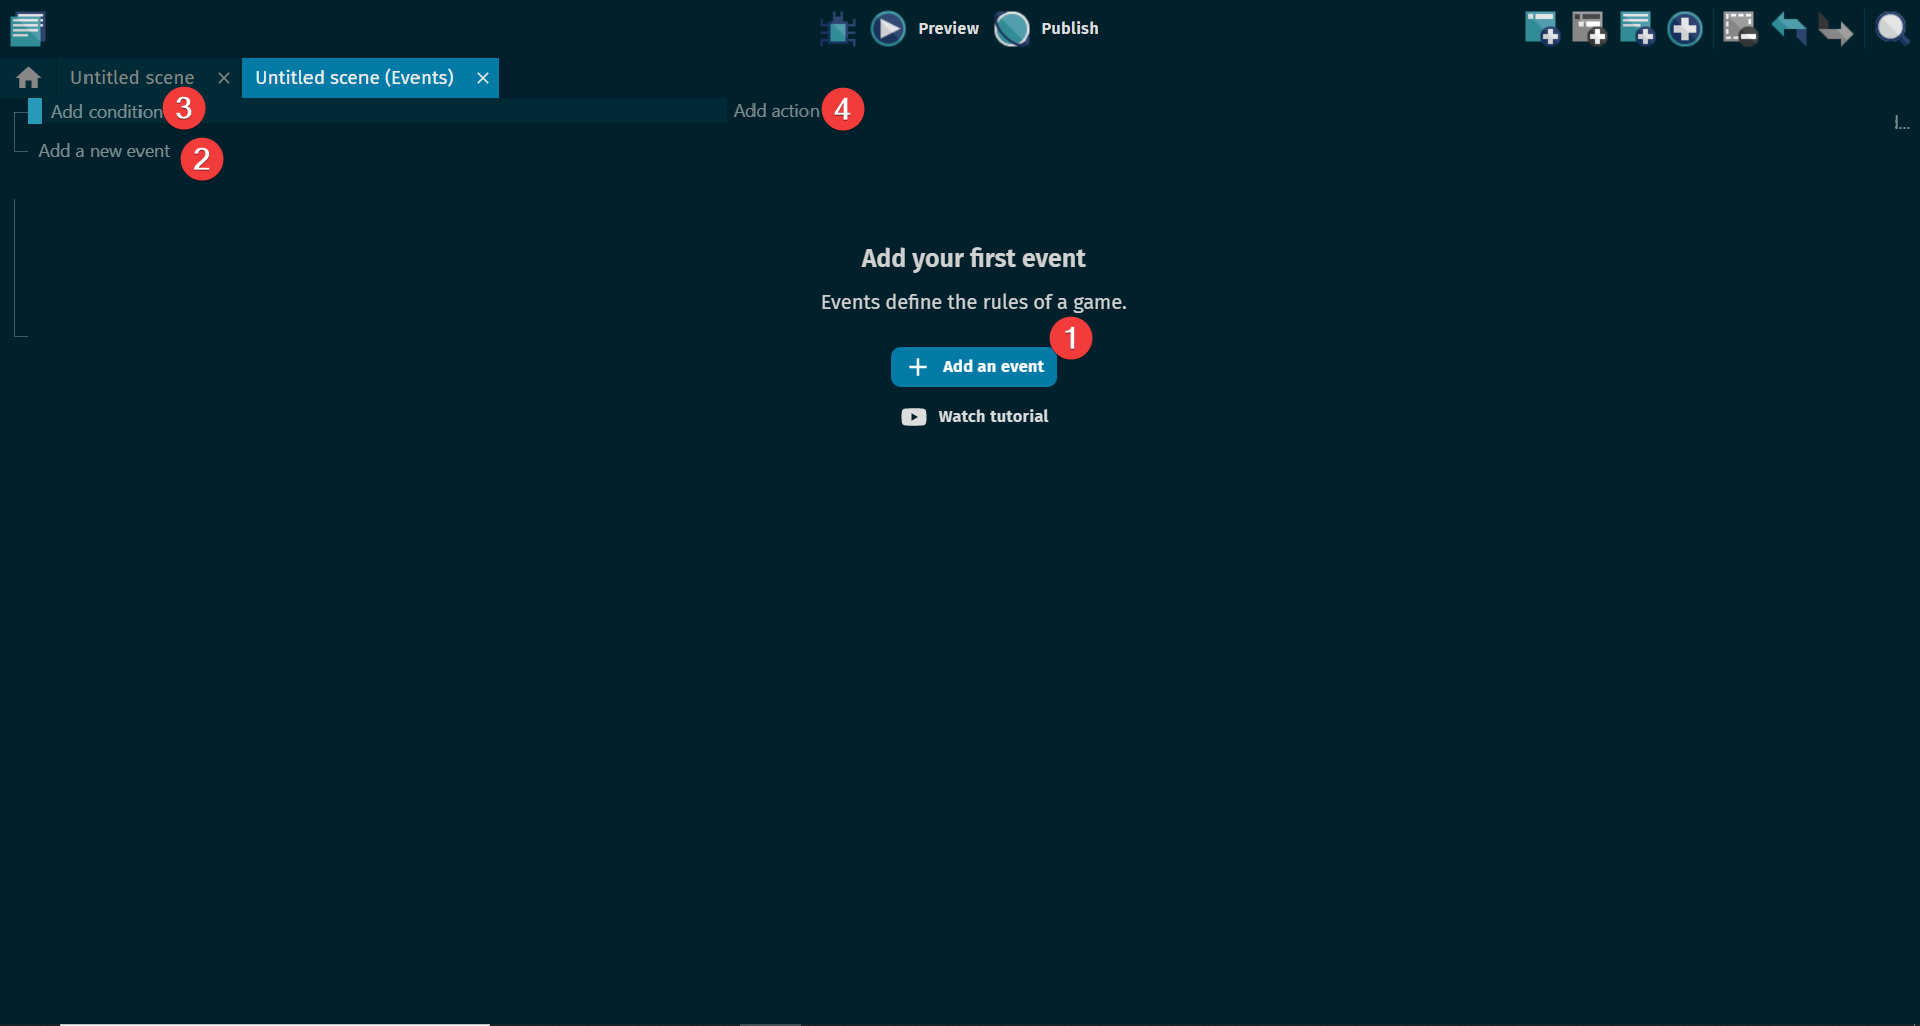 Preview
Publish
Untitled scene
Untitled scene (Events)
Add condition 3
Add action 4
I...
Add a new event 2
Add your first event
Events define the rules of a game.
1
Add an event
Watch tutorial